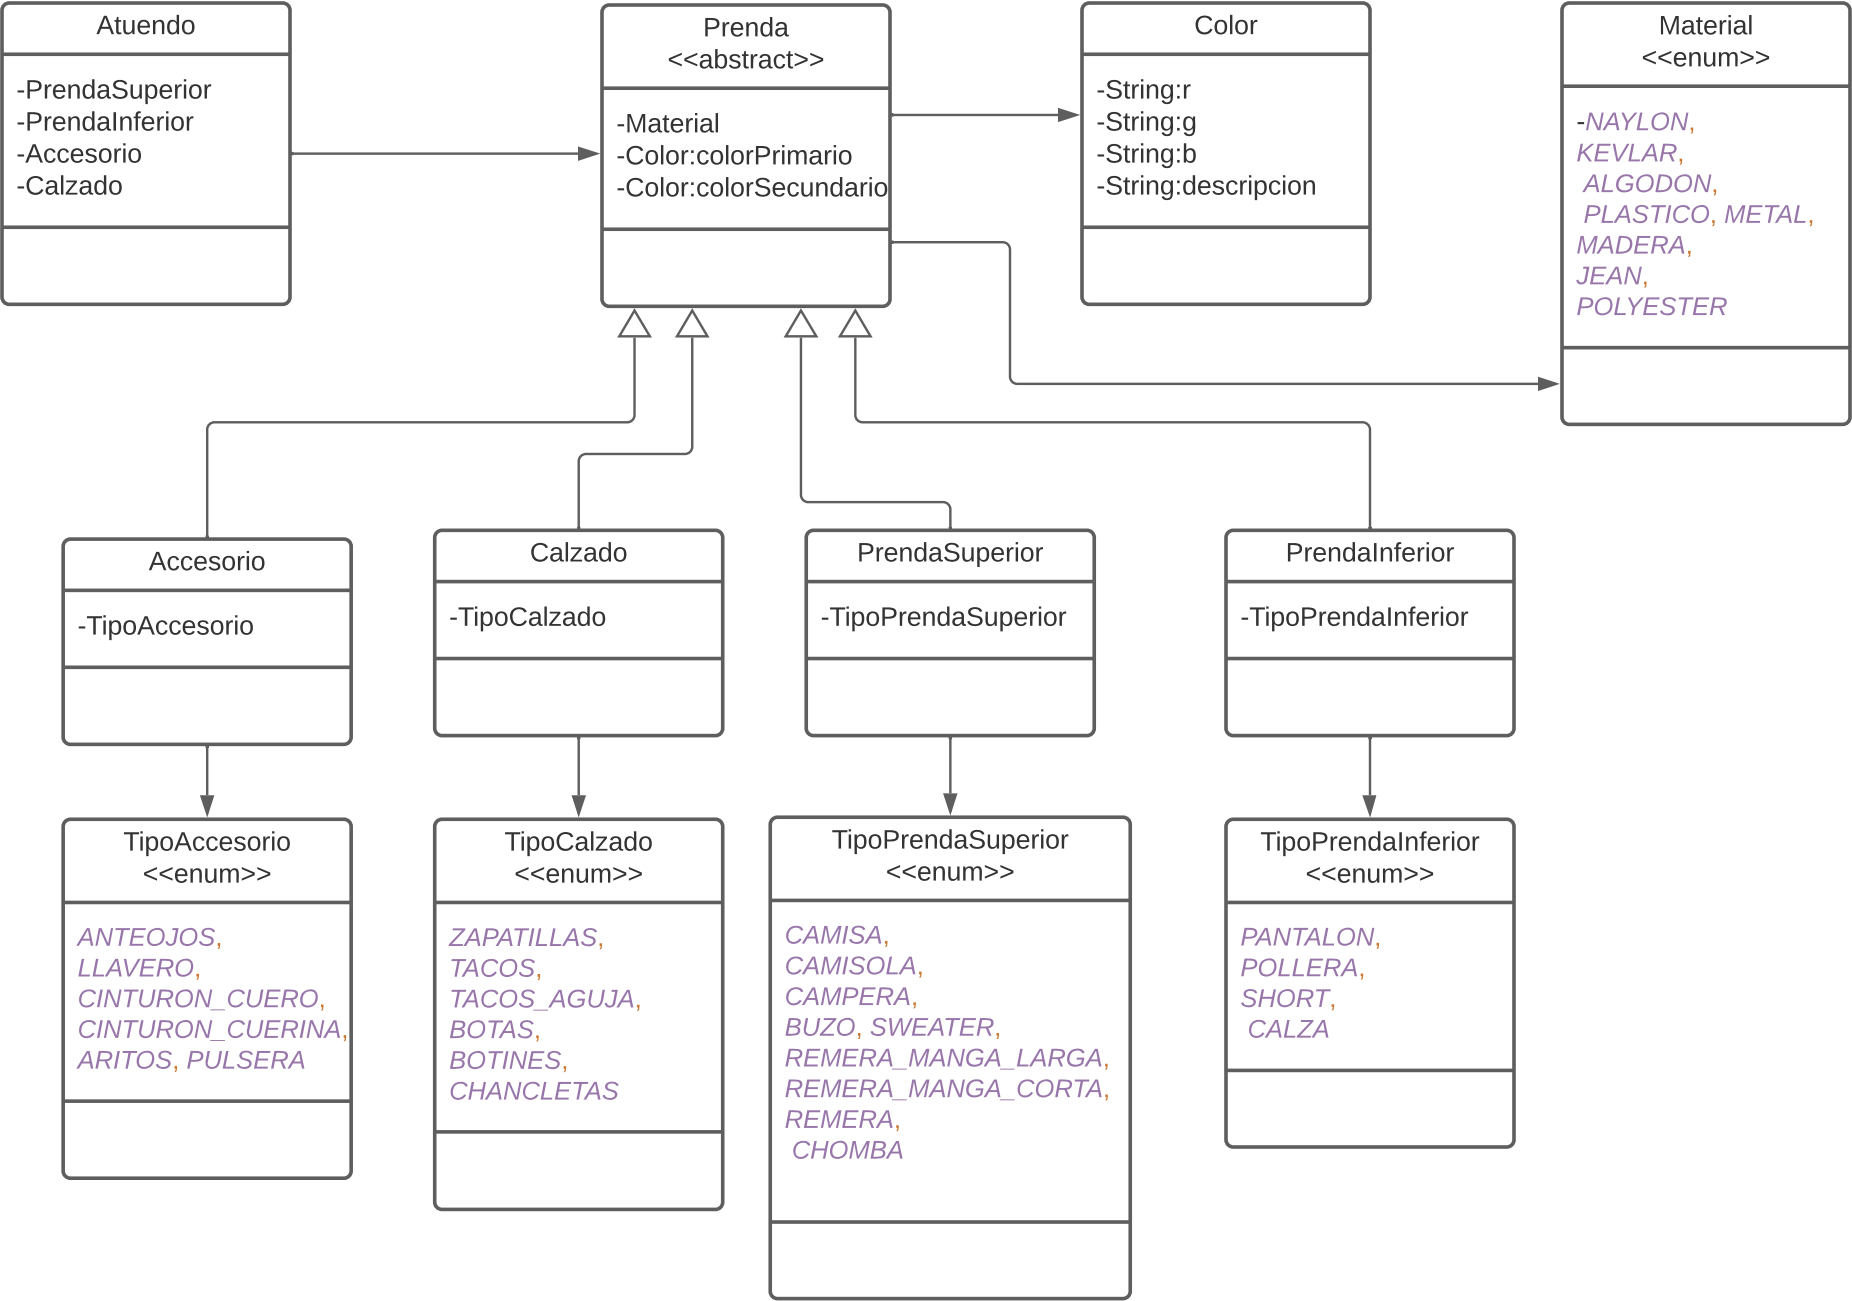 Atuendo
-PrendaSuperior
-PrendaInferior
-Accesorio
-Calzado
Prenda
<<abstract>>
-Material
-Color:colorPrimario
-Color:colorSecundario
Color
-String:r
-String:g
-String:b
-String:descripcion
Material
<<enum>>
-NAYLON,
KEVLAR,
ALGODON,
PLASTICO, METAL,
MADERA,
JEAN,
POLYESTER
Accesorio
-TipoAccesorio
Calzado
-TipoCalzado
PrendaSuperior
-TipoPrendaSuperior
PrendaInferior
-TipoPrendaInferior
TipoAccesorio
<<enum>>
ANTEOJOS,
LLAVERO,
CINTURON_CUERO,
CINTURON_CUERINA,
ARITOS, PULSERA
TipoCalzado
<<enum>>
ZAPATILLAS,
TACOS,
TACOS_AGUJA,
BOTAS,
BOTINES,
CHANCLETAS
TipoPrendaSuperior
<<enum>>
CAMISA,
CAMISOLA,
CAMPERA,
BUZO, SWEATER,
REMERA_MANGA_LARGA,
REMERA_MANGA_CORTA,
REMERA,
CHOMBA
TipoPrendaInferior
<<enum>>
PANTALON,
POLLERA,
SHORT,
CALZA